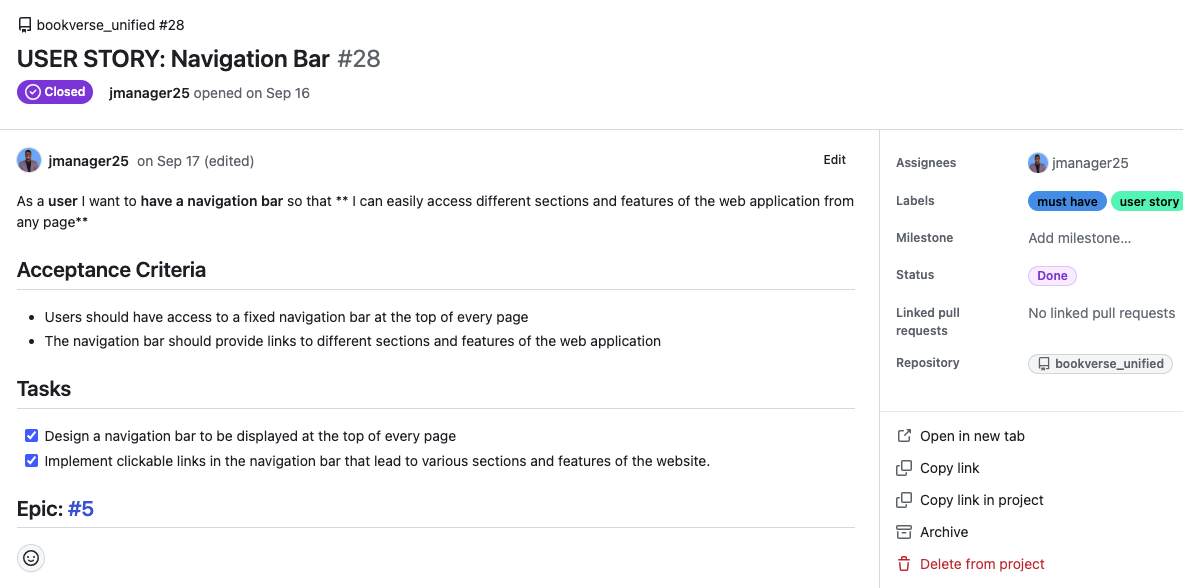 bookverse_unified #28
USER STORY: Navigation Bar #28
Closed
jmanager25 opened on Sep 16
jmanager25 on Sep 17 (edited)
Edit
As a user I want to have a navigation bar so that ** I can easily access different sections and features of the web application from
any page**
Acceptance Criteria
Users should have access to a fixed navigation bar at the top of every page
The navigation bar should provide links to different sections and features of the web application
Tasks
Design a navigation bar to be displayed at the top of every page
Implement clickable links in the navigation bar that lead to various sections and features of the website.
Epic: #5
Assignees
jmanager25
Labels
must have
user story
Milestone
Add milestone...
Status
Done
Linked pull
requests
No linked pull requests
Repository
bookverse_unified
Open in new tab
Copy link
Copy link in project
Archive
Delete from project